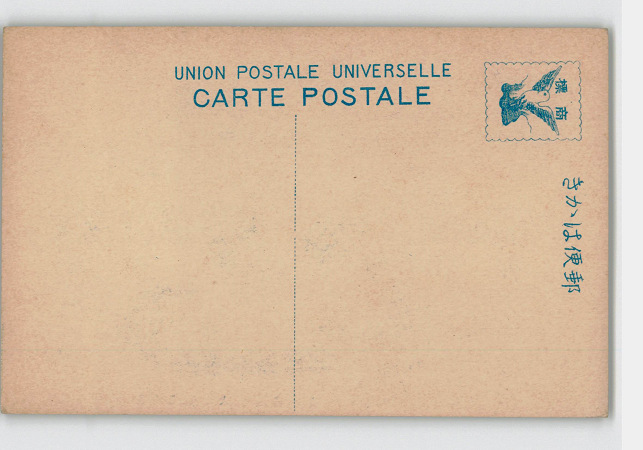 UNION POSTALE UNIVERSELLE
CARTE POSTALE
商標
郵便はかき